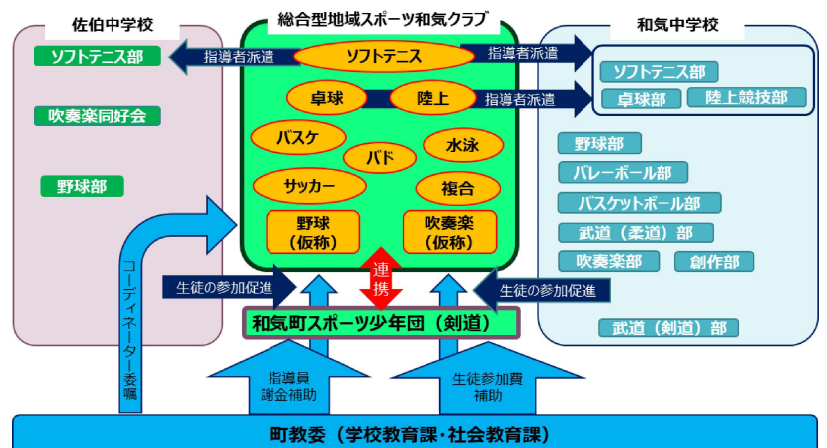 佐伯中学校
ソフトテニス部
吹奏楽同好会
野球部
総合型地域スポーツ和気クラブ
ソフトテニス
卓球
陸上
バスケ
バド
水泳
サッカー
複合
野球
(仮称)
吹奏楽
(仮称)
和気中学校
ソフトテニス部
卓球部
陸上競技部
野球部
バレーボール部
バスケットボール部
武道(柔道)部
吹奏楽部
創作部
武道(剣道)部
指導者派遣
指導者派遣
指導者派遣
連携
生徒の参加促進
生徒の参加促進
和気町スポーツ少年団(剣道)
コーディネーター委嘱
指導員
謝金補助
生徒参加費
補助
町教委(学校教育課・社会教育課)